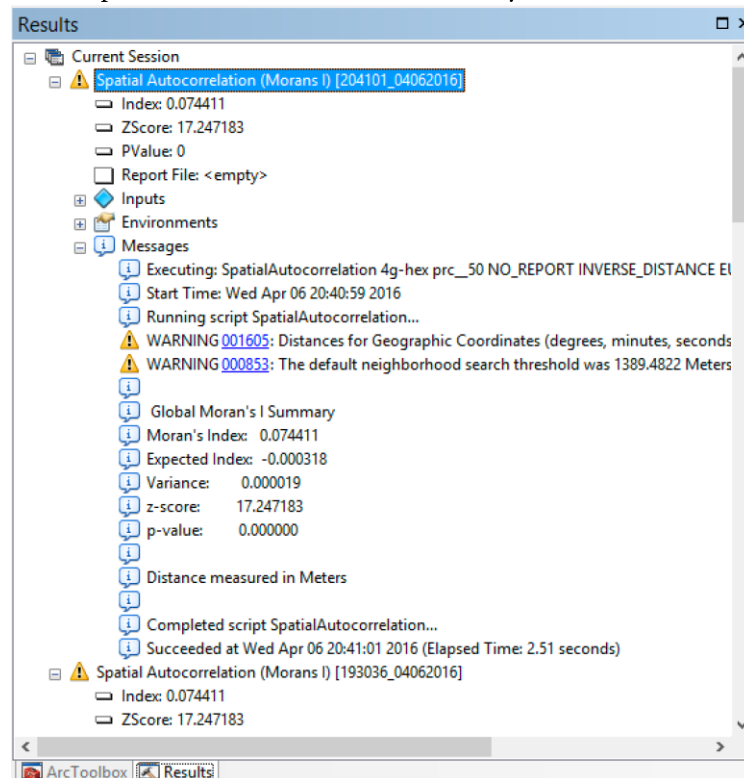 Results
Current Session
Spatial Autocorrelation (Morans I) [204101_04062016]
Index: 0.074411
ZScore: 17.247183
PValue: 0
Report File: <empty>
Inputs
Environments
Messages
Executing: SpatialAutocorrelation 4g-hex prc__50 NO_REPORT INVERSE_DISTANCE
Start Time: Wed Apr 06 20:40:59 2016
Running script SpatialAutocorrelation...
WARNING 001605: Distances for Geographic Coordinates (degrees, minutes, seconds
WARNING 000853: The default neighborhood search threshold was 1389.4822 Meters
Global Moran's I Summary
Moran's Index: 0.074411
Expected Index: -0.000318
Variance: 0.000019
z-score: 17.247183
p-value: 0.000000
Distance measured in Meters
Completed script SpatialAutocorrelation...
Succeeded at Wed Apr 06 20:41:01 2016 (Elapsed Time: 2.51 seconds)
Spatial Autocorrelation (Morans I) [193036_04062016]
Index: 0.074411
ZScore: 17.247183
ArcToolbox Results